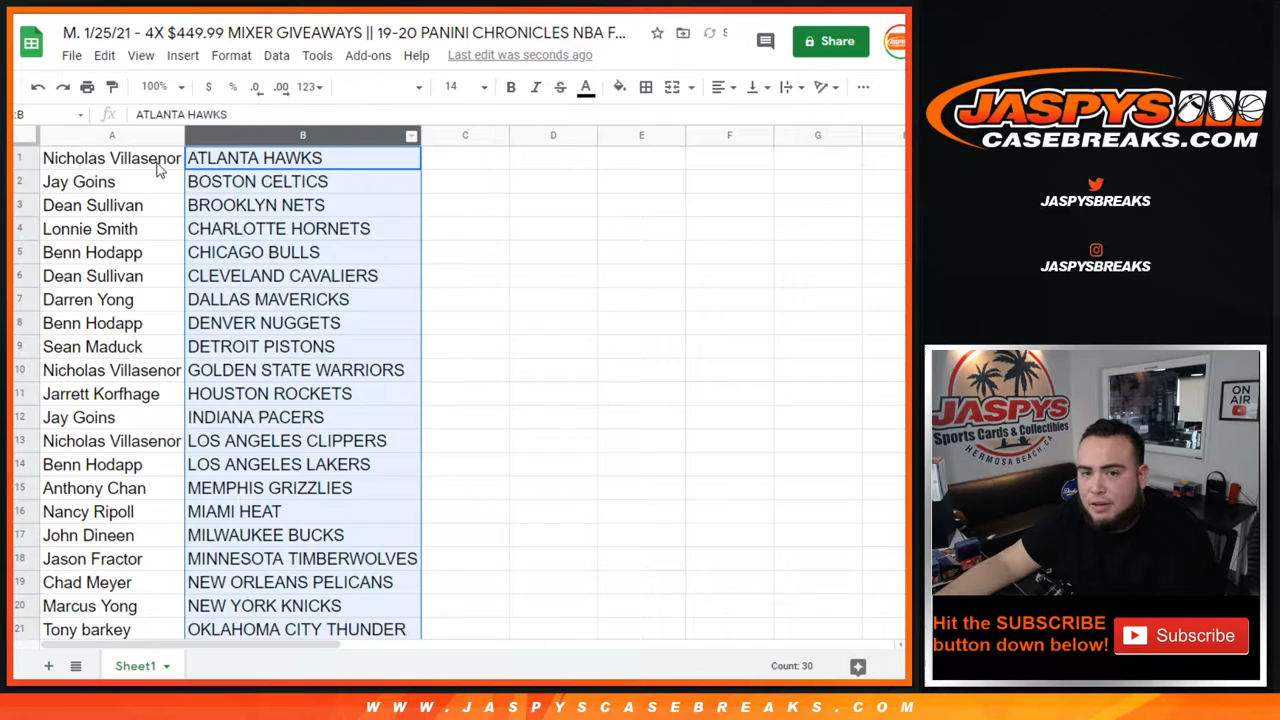 M. 1/25/21 - 4X $449.99 MIXER GIVEAWAYS || 19-20 PANINI CHRONICLES NBA F...
File Edit View Insert Format Data Tools Add-ons Help Last edit was seconds ago
Share
100% $ % .0 .00 123 14 B I S A
:B fx ATLANTA HAWKS
A B C D E F G
1 Nicholas Villasenor ATLANTA HAWKS
2 Jay Goins BOSTON CELTICS
3 Dean Sullivan BROOKLYN NETS
4 Lonnie Smith CHARLOTTE HORNETS
5 Benn Hodapp CHICAGO BULLS
6 Dean Sullivan CLEVELAND CAVALIERS
7 Darren Yong DALLAS MAVERICKS
8 Benn Hodapp DENVER NUGGETS
9 Sean Maduck DETROIT PISTONS
10 Nicholas Villasenor GOLDEN STATE WARRIORS
11 Jarrett Korfhage HOUSTON ROCKETS
12 Jay Goins INDIANA PACERS
13 Nicholas Villasenor LOS ANGELES CLIPPERS
14 Benn Hodapp LOS ANGELES LAKERS
15 Anthony Chan MEMPHIS GRIZZLIES
16 Nancy Ripoll MIAMI HEAT
17 John Dineen MILWAUKEE BUCKS
18 Jason Fractor MINNESOTA TIMBERWOLVES
19 Chad Meyer NEW ORLEANS PELICANS
20 Marcus Yong NEW YORK KNICKS
21 Tony barkey OKLAHOMA CITY THUNDER
Sheet1
Count: 30
JASPYS
CASEBREAKS.COM
JASPYSBREAKS
JASPYSBREAKS
JASPYS
Sports Cards & Collectibles
HERMOSA BEACH, CA
ON
AIR
Hit the SUBSCRIBE
button down below!
Subscribe
WWW.JASPYSCASEBREAKS.COM